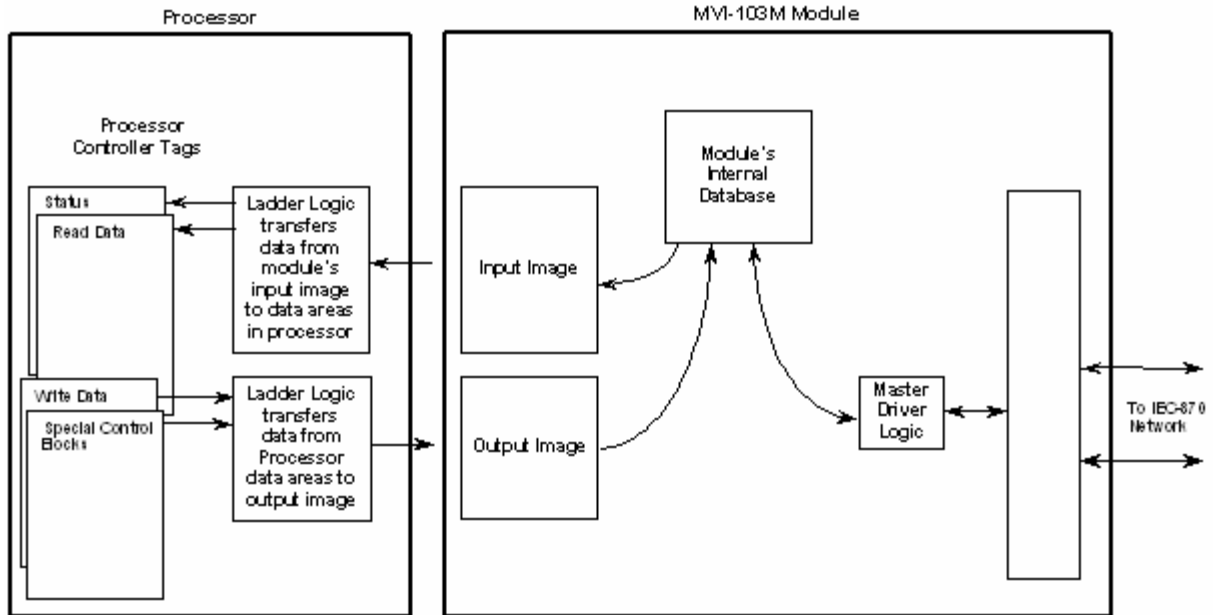 Processor
MVI-103M Module
Processor
Controller Tags
Status
Read Data
Write Data
Special Control
Blocks
Ladder Logic
transfers
data from
module's
input image
to data areas
in processor
Ladder Logic
transfers
data from
Processor
data areas to
output image
Input Image
Output Image
Module's
Internal
Database
Master
Driver
Logic
To IEC-870
Network